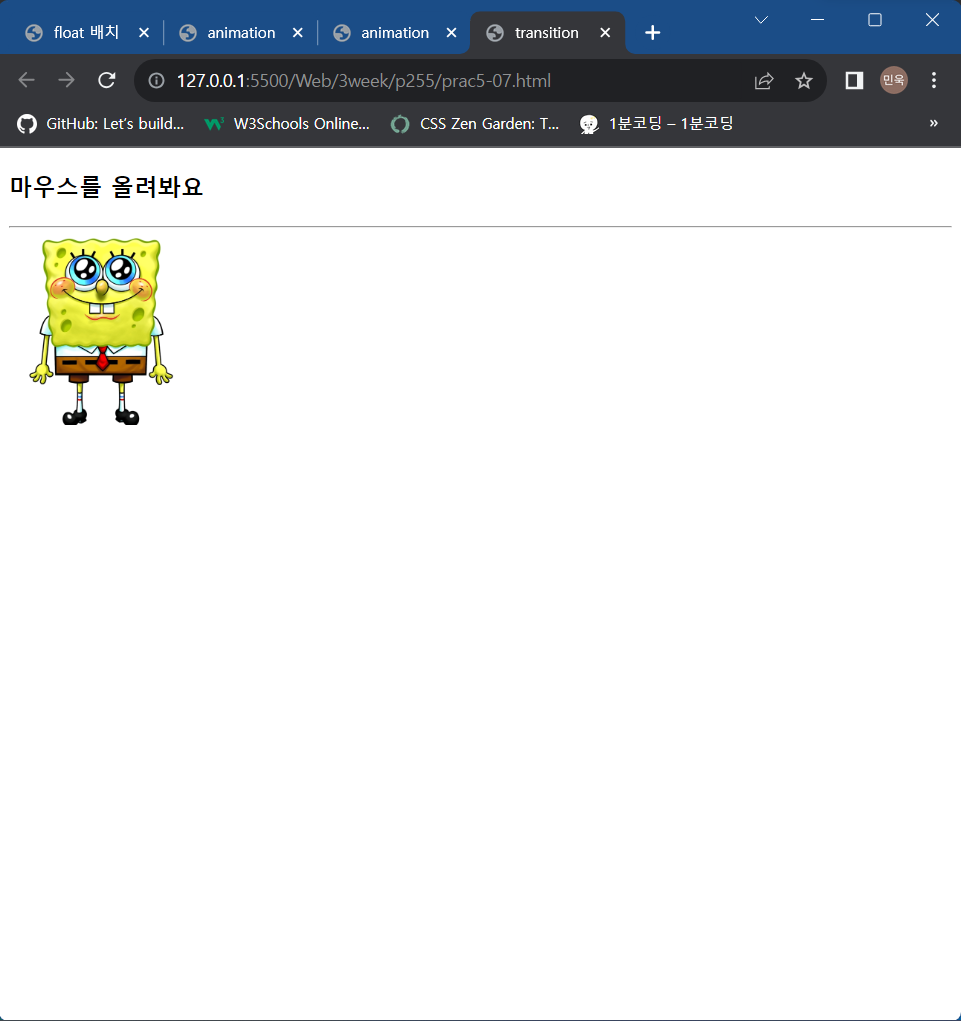 float 배치 animation animation transition
127.0.0.1:5500/Web/3week/p255/prac5-07.html 민욱
GitHub: Let's build... W3Schools Online... CSS Zen Garden: T... 1분코딩 – 1분코딩 »
마우스를 올려봐요